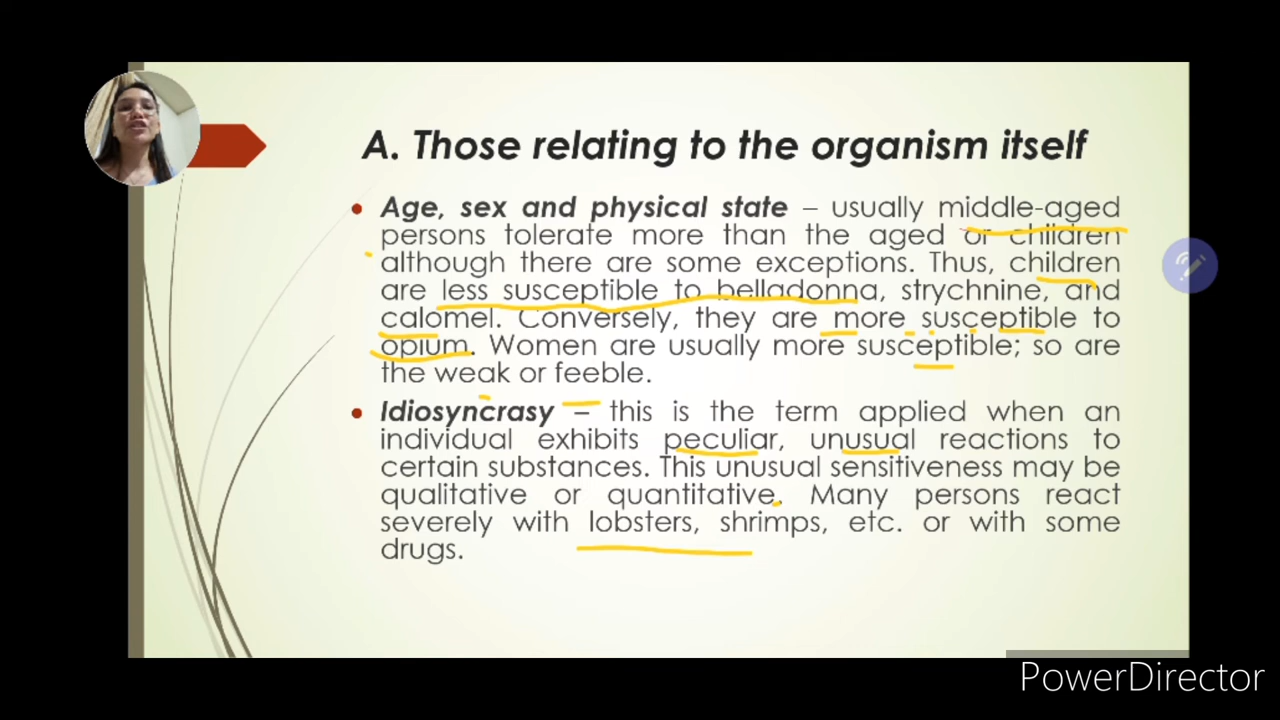 A. Those relating to the organism itself
• Age, sex and physical state – usually middle-aged
persons tolerate more than the aged or children
although there are some exceptions. Thus, children
are less susceptible to belladonna, strychnine, and
calomel. Conversely, they are more susceptible to
opium. Women are usually more susceptible; so are
the weak or feeble.
• Idiosyncrasy – this is the term applied when an
individual exhibits peculiar, unusual reactions to
certain substances. This unusual sensitiveness may be
qualitative or quantitative. Many persons react
severely with lobsters, shrimps, etc. or with some
drugs.
PowerDirector